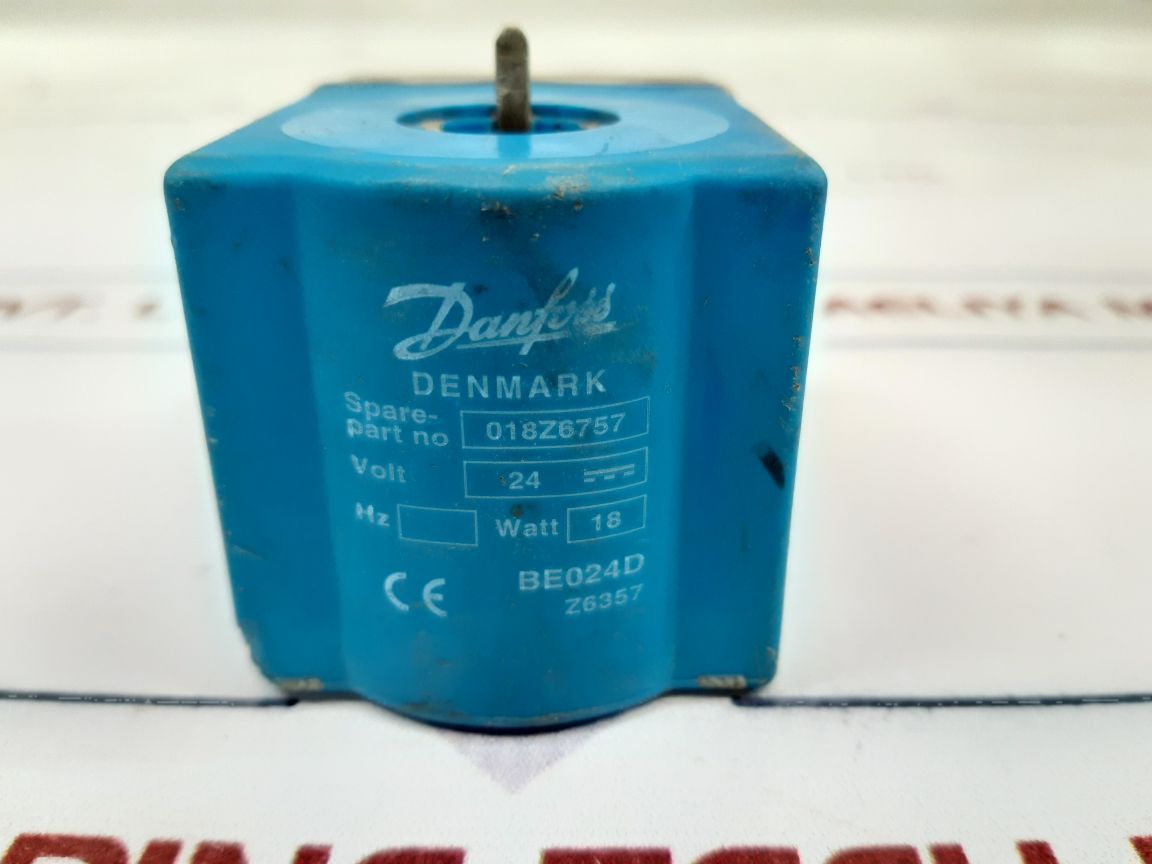 Danfoss
DENMARK
Spare-
part no 018Z6757
Volt 24 ⎓
Hz Watt 18
CE BE024D
Z6357